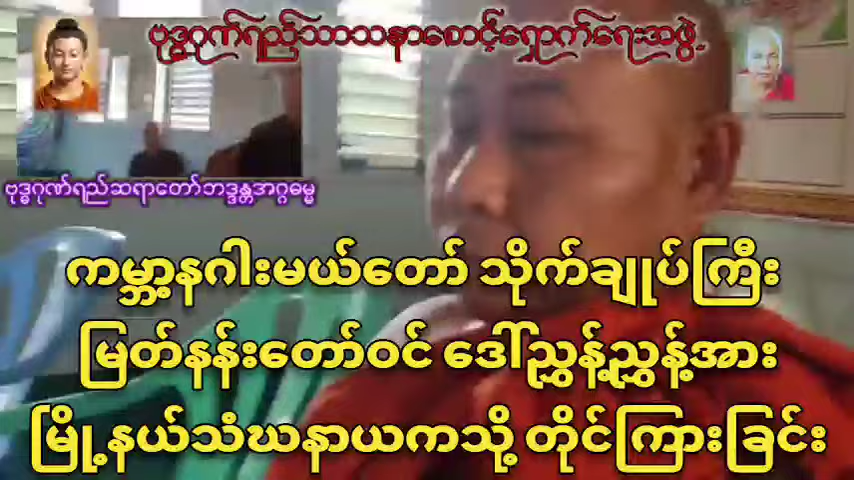 ဗုဒ္ဓဂုဏ်ရည်သာသနာစောင့်ရှောက်ရေးအဖွဲ့
ဗုဒ္ဓဂုဏ်ရည်ဆရာတော်ဘဒ္ဒန္တအဂ္ဂဓမ္မ
ကမ္ဘာ့နဂါးမယ်တော် သိုက်ချုပ်ကြီး
မြတ်နန်းတော်ဝင် ဒေါ်ညွှန့်ညွှန့်အား
မြို့နယ်သံဃနာယကသို့ တိုင်ကြားခြင်း